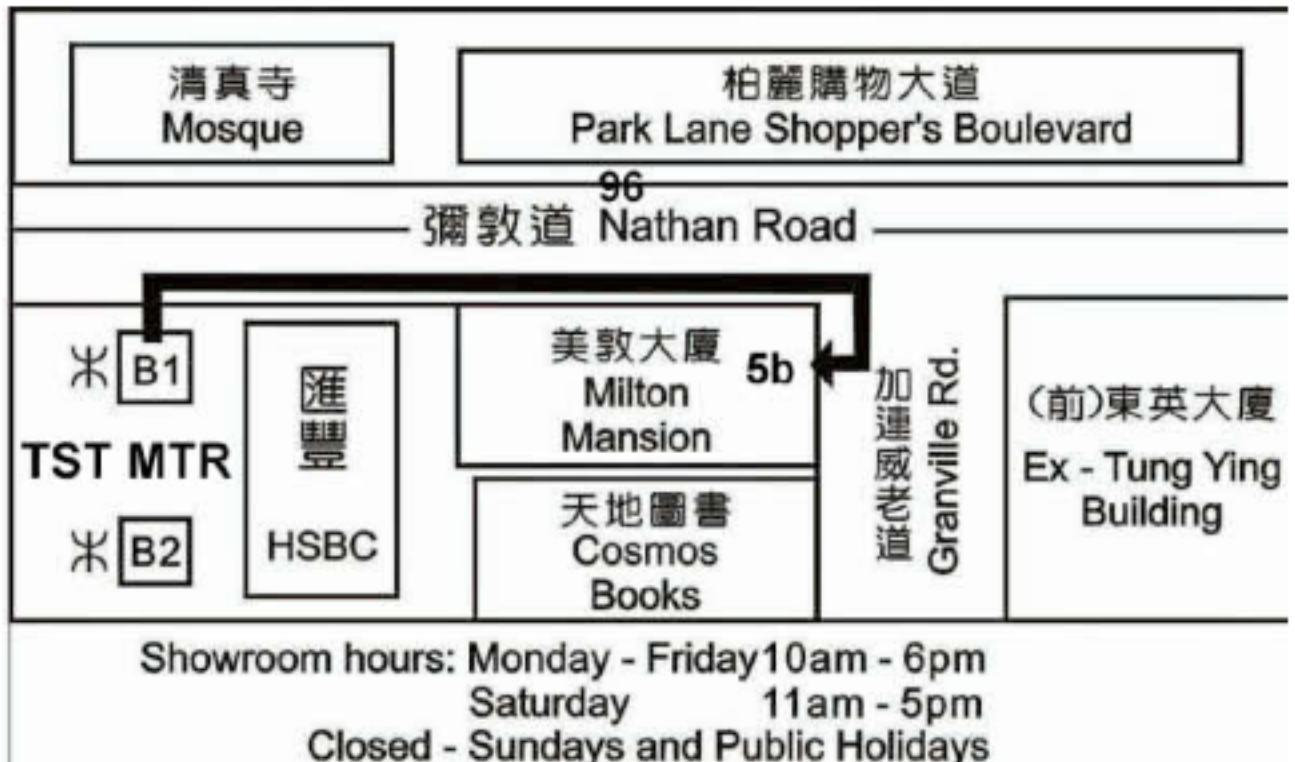 清真寺
Mosque
柏麗購物大道
Park Lane Shopper's Boulevard
96
彌敦道 Nathan Road
B1
TST MTR
B2
滙豐
HSBC
美敦大廈
Milton
Mansion
5b
天地圖書
Cosmos
Books
加連威老道
Granville Rd.
(前)東英大廈
Ex - Tung Ying
Building
Showroom hours: Monday - Friday 10am - 6pm
Saturday 11am - 5pm
Closed - Sundays and Public Holidays